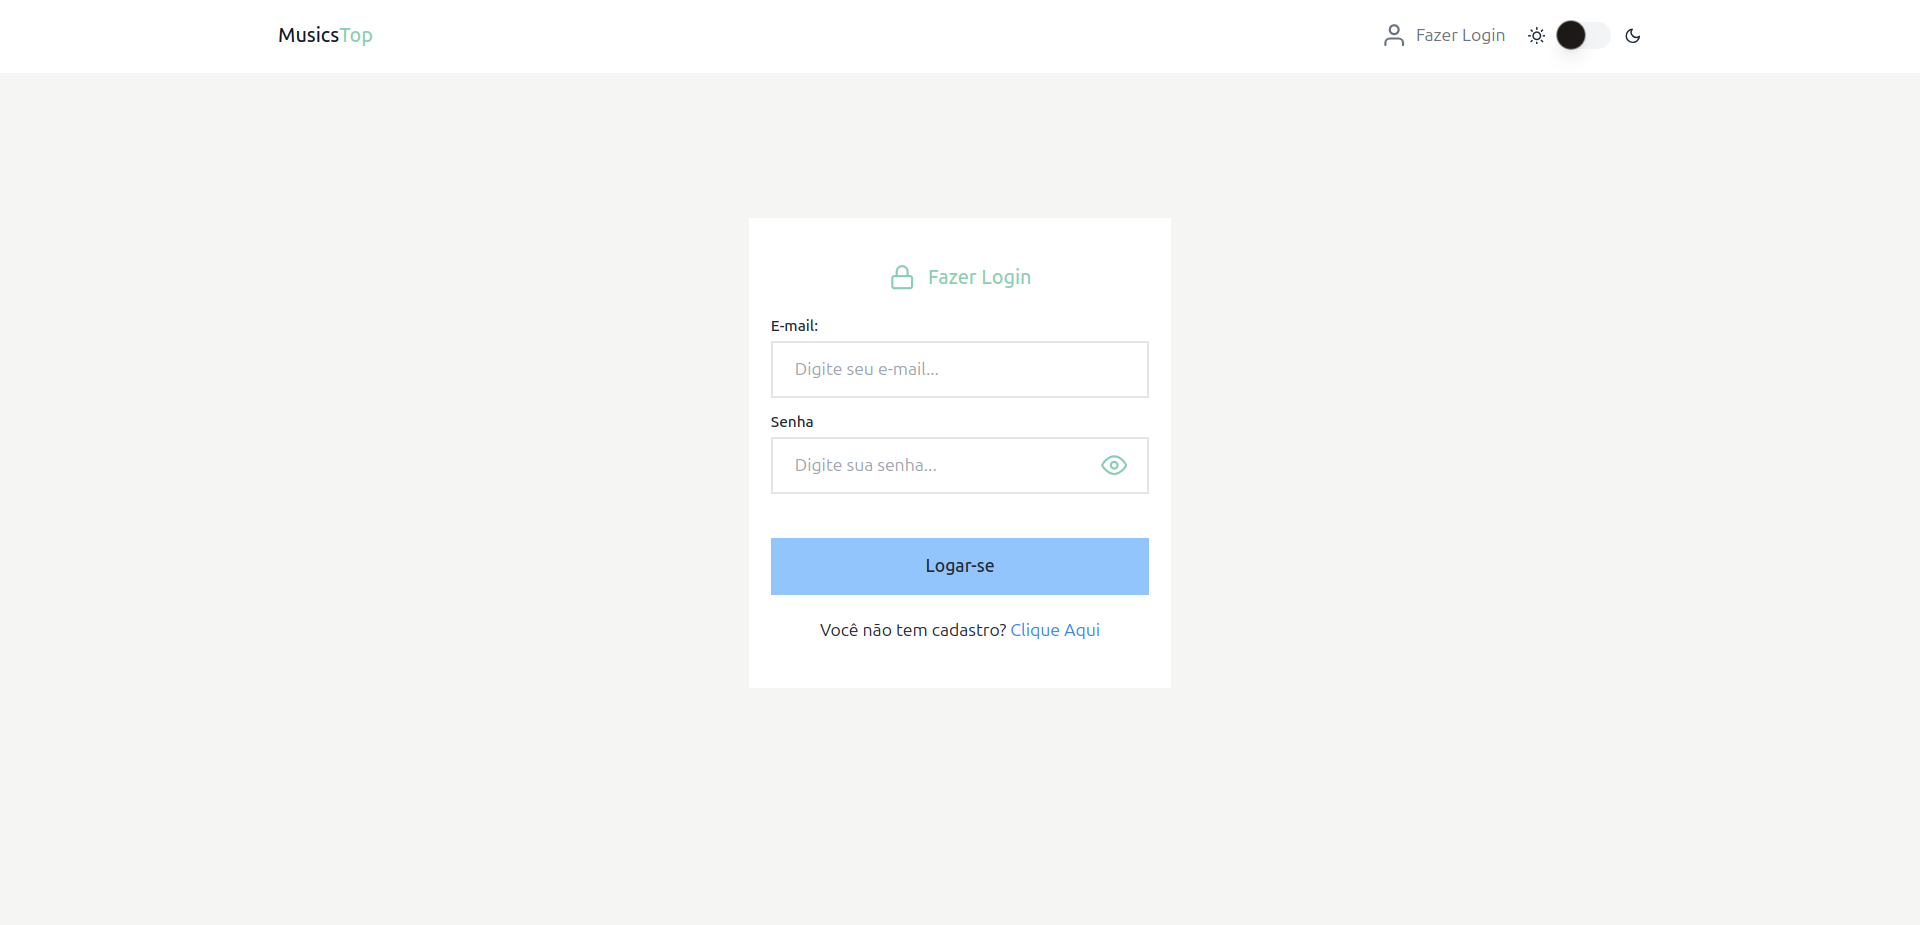 MusicsTop
Fazer Login
Fazer Login
E-mail:
Digite seu e-mail...
Senha
Digite sua senha...
Logar-se
Você não tem cadastro? Clique Aqui